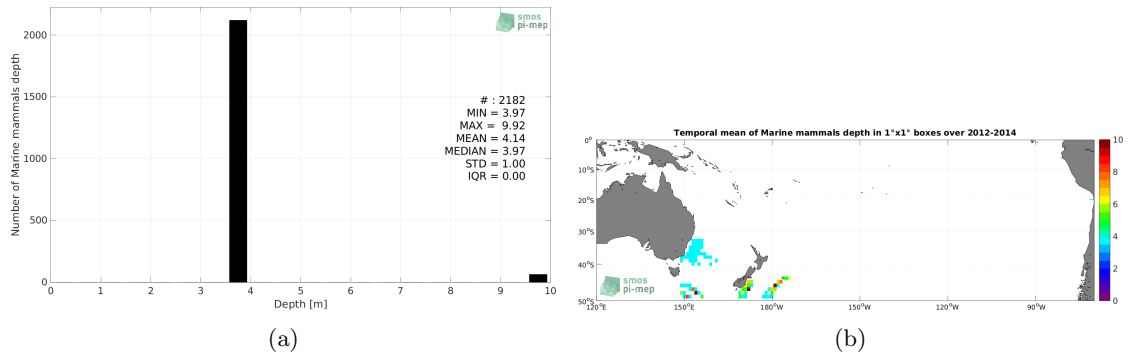 smos
pi-mep
Number of Marine mammals depth
2000
1500
1000
500
0
# : 2182
MIN = 3.97
MAX = 9.92
MEAN = 4.14
MEDIAN = 3.97
STD = 1.00
IQR = 0.00
0 1 2 3 4 5 6 7 8 9 10
Depth [m]
(a)
Temporal mean of Marine mammals depth in 1°x1° boxes over 2012-2014
0°
10°S
20°S
30°S
40°S
50°S
120°E 150°E 180°W 150°W 120°W 90°W
smos
pi-mep
10
8
6
4
2
0
(b)